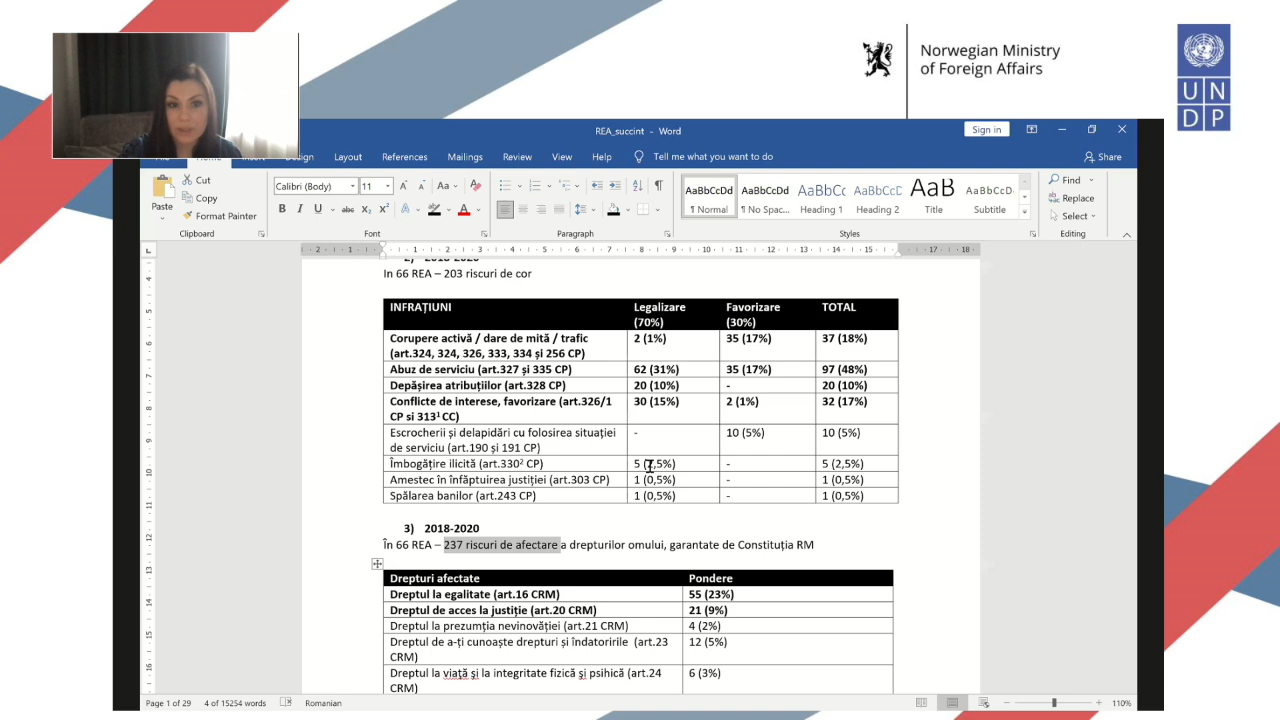 Norwegian Ministry
of Foreign Affairs
UN
DP
REA_succint - Word
Sign in
Layout References Mailings Review View Help Tell me what you want to do Share
Cut
Copy
Format Painter
Paste
Calibri (Body) 11
AaBbCcDd AaBbCcDd AaBbCc AaBbCcD AaB AaBbCcD
¶ Normal ¶ No Spac... Heading 1 Heading 2 Title Subtitle
Find
Replace
Select
Clipboard Font Paragraph Styles Editing
In 66 REA – 203 riscuri de cor
INFRAȚIUNI Legalizare (70%) Favorizare (30%) TOTAL
Corupere activă / dare de mită / trafic 2 (1%) 35 (17%) 37 (18%)
(art.324, 324, 326, 333, 334 și 256 CP)
Abuz de serviciu (art.327 și 335 CP) 62 (31%) 35 (17%) 97 (48%)
Depășirea atribuțiilor (art.328 CP) 20 (10%) - 20 (10%)
Conflicte de interese, favorizare (art.326/1 30 (15%) 2 (1%) 32 (17%)
CP si 313¹ CC)
Escrocherii și delapidări cu folosirea situației - 10 (5%) 10 (5%)
de serviciu (art.190 și 191 CP)
Îmbogățire ilicită (art.330² CP) 5 (2,5%) - 5 (2,5%)
Amestec în înfăptuirea justiției (art.303 CP) 1 (0,5%) - 1 (0,5%)
Spălarea banilor (art.243 CP) 1 (0,5%) - 1 (0,5%)
3) 2018-2020
În 66 REA – 237 riscuri de afectare a drepturilor omului, garantate de Constituția RM
Drepturi afectate Pondere
Dreptul la egalitate (art.16 CRM) 55 (23%)
Dreptul de acces la justiție (art.20 CRM) 21 (9%)
Dreptul la prezumția nevinovăției (art.21 CRM) 4 (2%)
Dreptul de a-ți cunoaște drepturi și îndatoririle (art.23 12 (5%)
CRM)
Dreptul la viaţă şi la integritate fizică şi psihică (art.24 6 (3%)
CRM)
Page 1 of 29 4 of 15254 words Romanian 110%